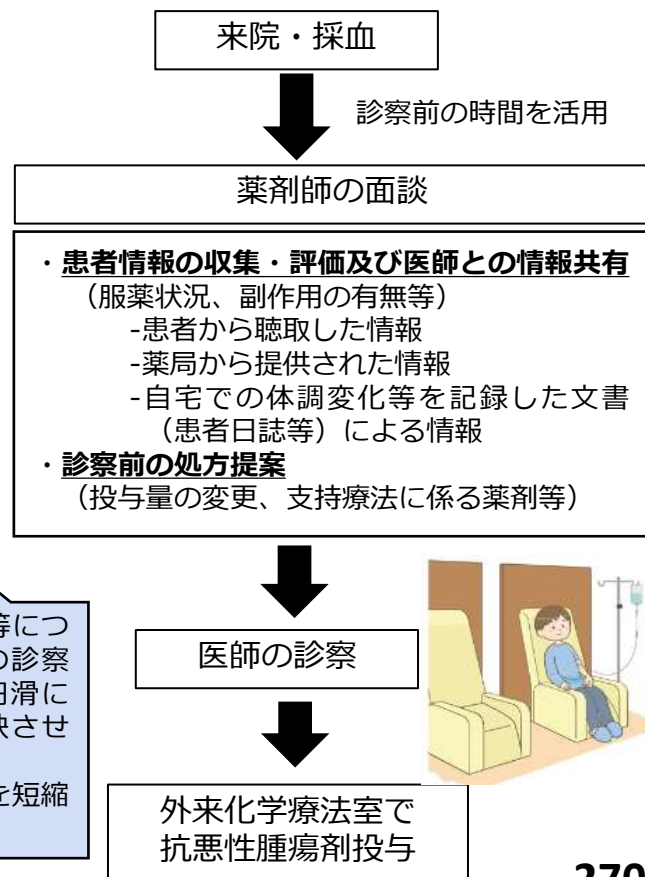 来院・採血
診察前の時間を活用
薬剤師の面談
・患者情報の収集・評価及び医師との情報共有
（服薬状況、副作用の有無等）
-患者から聴取した情報
-薬局から提供された情報
-自宅での体調変化等を記録した文書
（患者日誌等）による情報
・診察前の処方提案
（投与量の変更、支持療法に係る薬剤等）
等につ
の診察
円滑に
映させ
を短縮
医師の診察
外来化学療法室で
抗悪性腫瘍剤投与
270